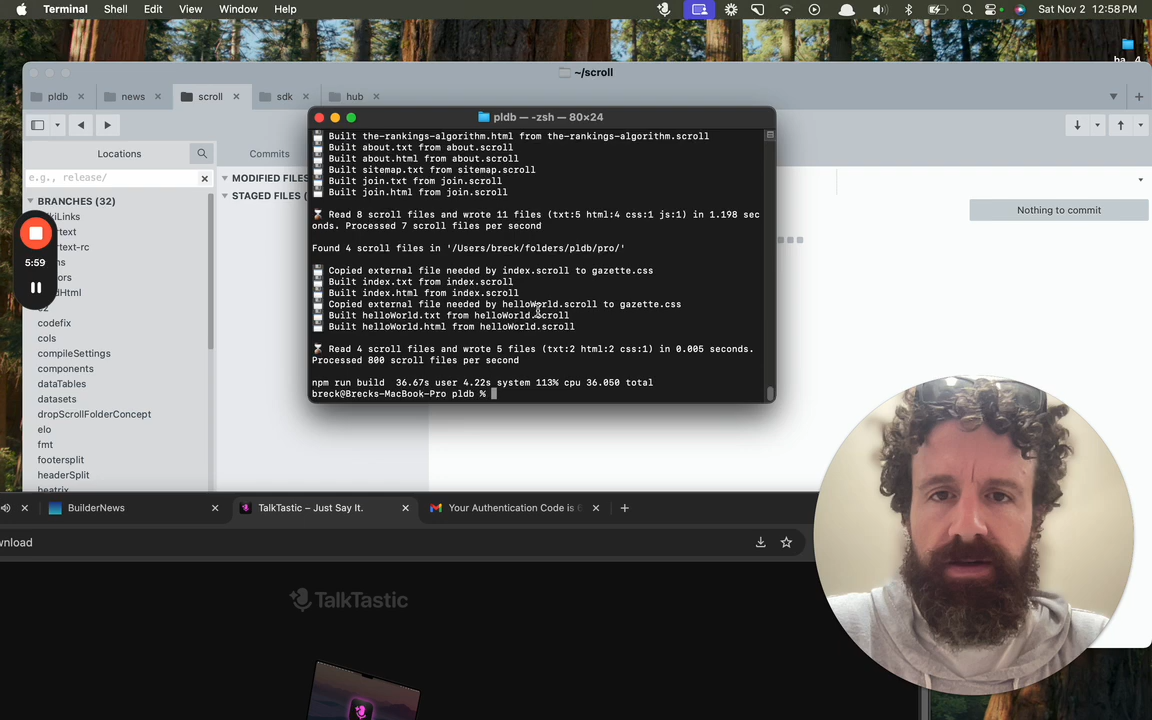 Terminal Shell Edit View Window Help
Sat Nov 2 12:58 PM
~/scroll
pldb
news
scroll
sdk
hub
Locations
Commits
e.g., release/
MODIFIED FILES
STAGED FILES (
Nothing to commit
BRANCHES (32)
5:59
codefix
cols
compileSettings
components
dataTables
datasets
dropScrollFolderConcept
elo
fmt
footersplit
headerSplit
heatrix
pldb — -zsh — 80×24
Built the-rankings-algorithm.html from the-rankings-algorithm.scroll
Built about.txt from about.scroll
Built about.html from about.scroll
Built sitemap.txt from sitemap.scroll
Built join.txt from join.scroll
Built join.html from join.scroll
Read 8 scroll files and wrote 11 files (txt:5 html:4 css:1 js:1) in 1.198 sec
onds. Processed 7 scroll files per second
Found 4 scroll files in '/Users/breck/folders/pldb/pro/'
Copied external file needed by index.scroll to gazette.css
Built index.txt from index.scroll
Built index.html from index.scroll
Copied external file needed by helloWorld.scroll to gazette.css
Built helloWorld.txt from helloWorld.scroll
Built helloWorld.html from helloWorld.scroll
Read 4 scroll files and wrote 5 files (txt:2 html:2 css:1) in 0.005 seconds.
Processed 800 scroll files per second
npm run build  36.67s user 4.22s system 113% cpu 36.050 total
breck@Brecks-MacBook-Pro pldb %
BuilderNews
TalkTastic – Just Say It.
Your Authentication Code is
wnload
TalkTastic